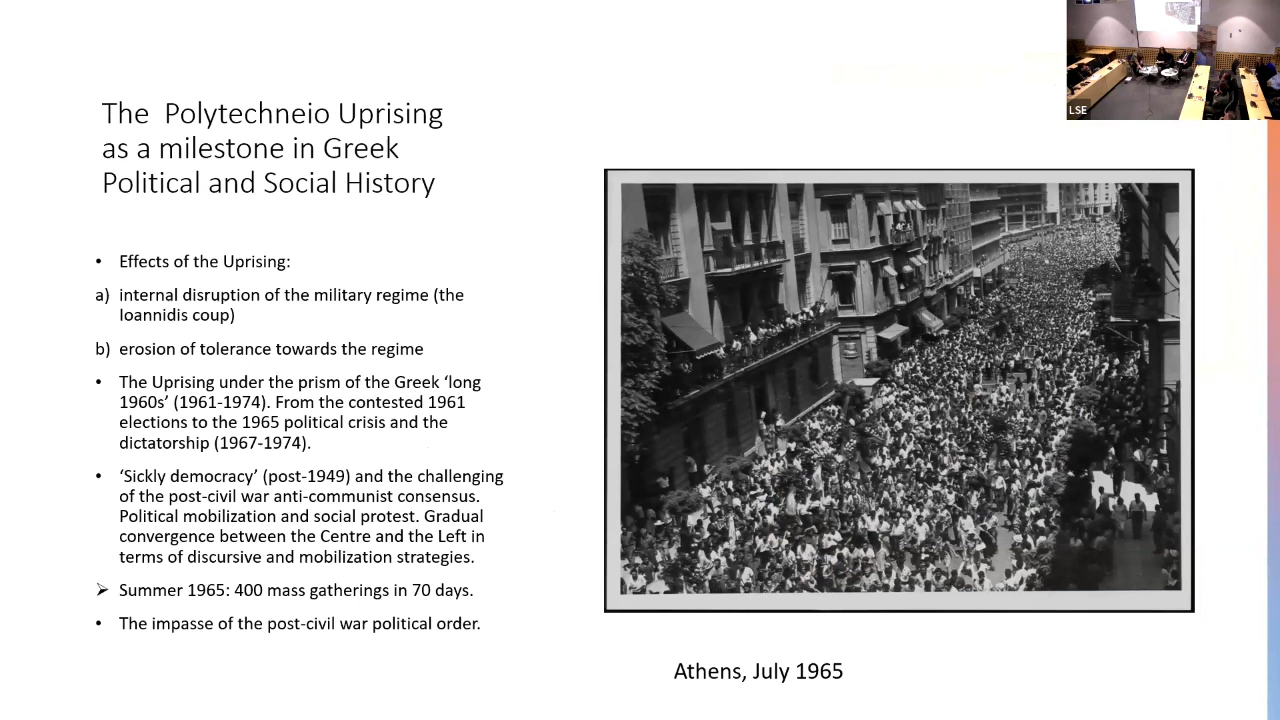 The  Polytechneio Uprising
as a milestone in Greek
Political and Social History
• Effects of the Uprising:
a) internal disruption of the military regime (the
Ioannidis coup)
b) erosion of tolerance towards the regime
• The Uprising under the prism of the Greek ‘long
1960s’ (1961-1974). From the contested 1961
elections to the 1965 political crisis and the
dictatorship (1967-1974).
• ‘Sickly democracy’ (post-1949) and the challenging
of the post-civil war anti-communist consensus.
Political mobilization and social protest. Gradual
convergence between the Centre and the Left in
terms of discursive and mobilization strategies.
➢ Summer 1965: 400 mass gatherings in 70 days.
• The impasse of the post-civil war political order.
Athens, July 1965
LSE